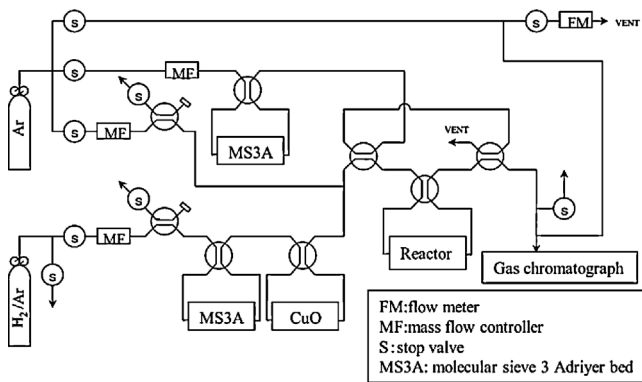 S
S
FM
VENT
S
MF
S
Ar
S
MF
MS3A
VENT
S
S
S
MF
Reactor
Gas chromatograph
H2/Ar
S
MS3A
CuO
FM:flow meter
MF:mass flow controller
S:stop valve
MS3A: molecular sieve 3 Adriyer bed